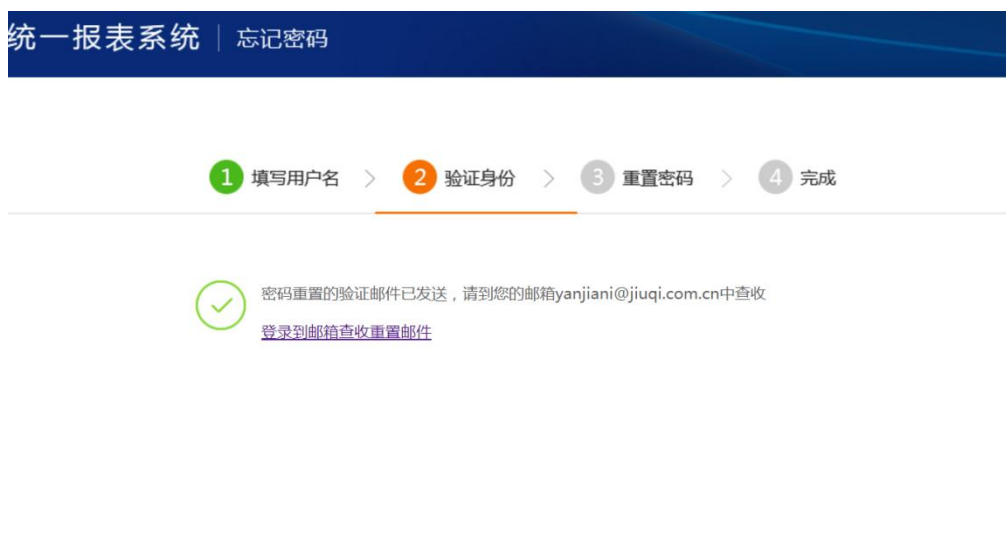 统一报表系统 | 忘记密码
1 填写用户名 > 2 验证身份 > 3 重置密码 > 4 完成
密码重置的验证邮件已发送，请到您的邮箱yanjiani@jiuqi.com.cn中查收
登录到邮箱查收重置邮件